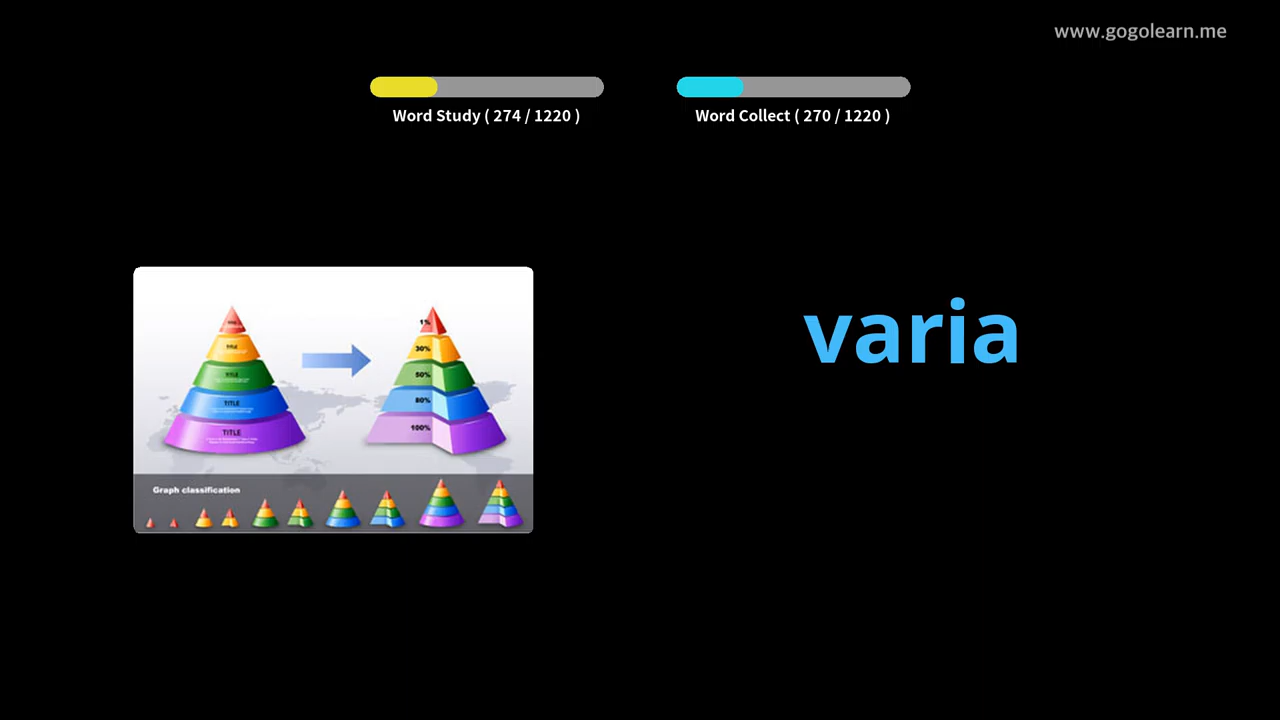 www.gogolearn.me
Word Study ( 274 / 1220 )
Word Collect ( 270 / 1220 )
varia
TITLE
TITLE
TITLE
TITLE
1%
30%
50%
80%
100%
Graph classification